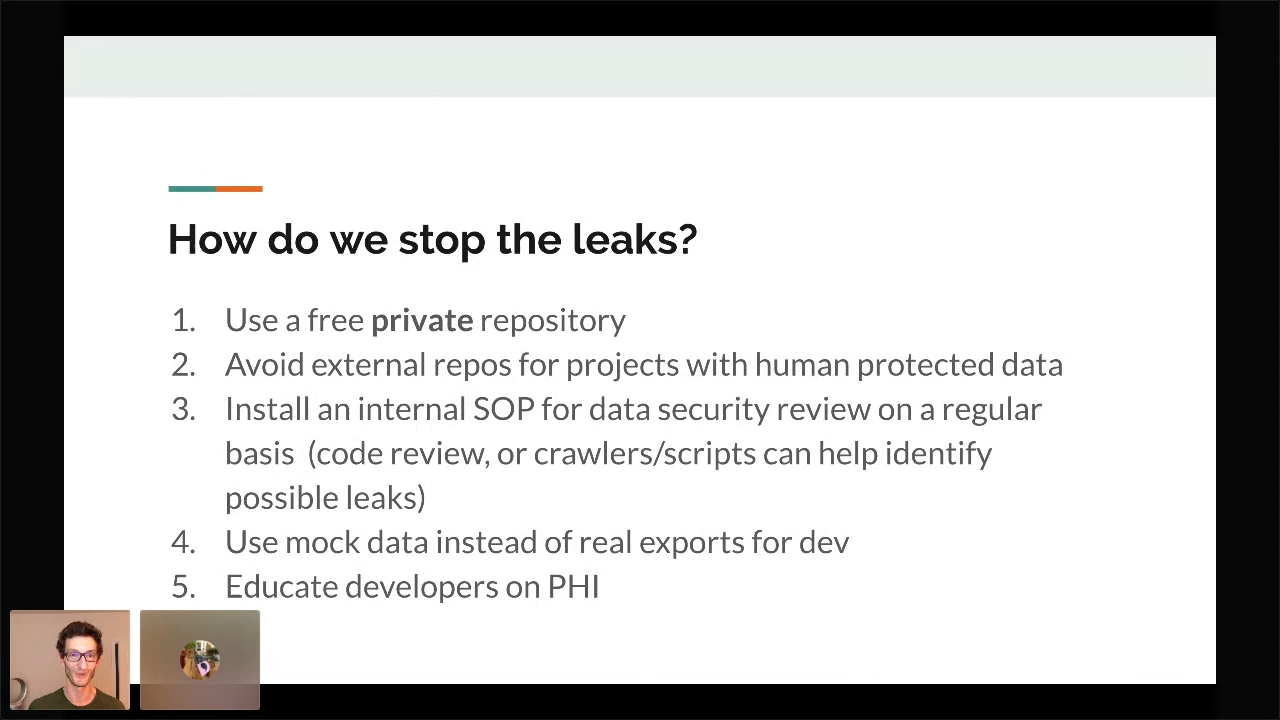 How do we stop the leaks?
1. Use a free private repository
2. Avoid external repos for projects with human protected data
3. Install an internal SOP for data security review on a regular
basis (code review, or crawlers/scripts can help identify
possible leaks)
4. Use mock data instead of real exports for dev
5. Educate developers on PHI